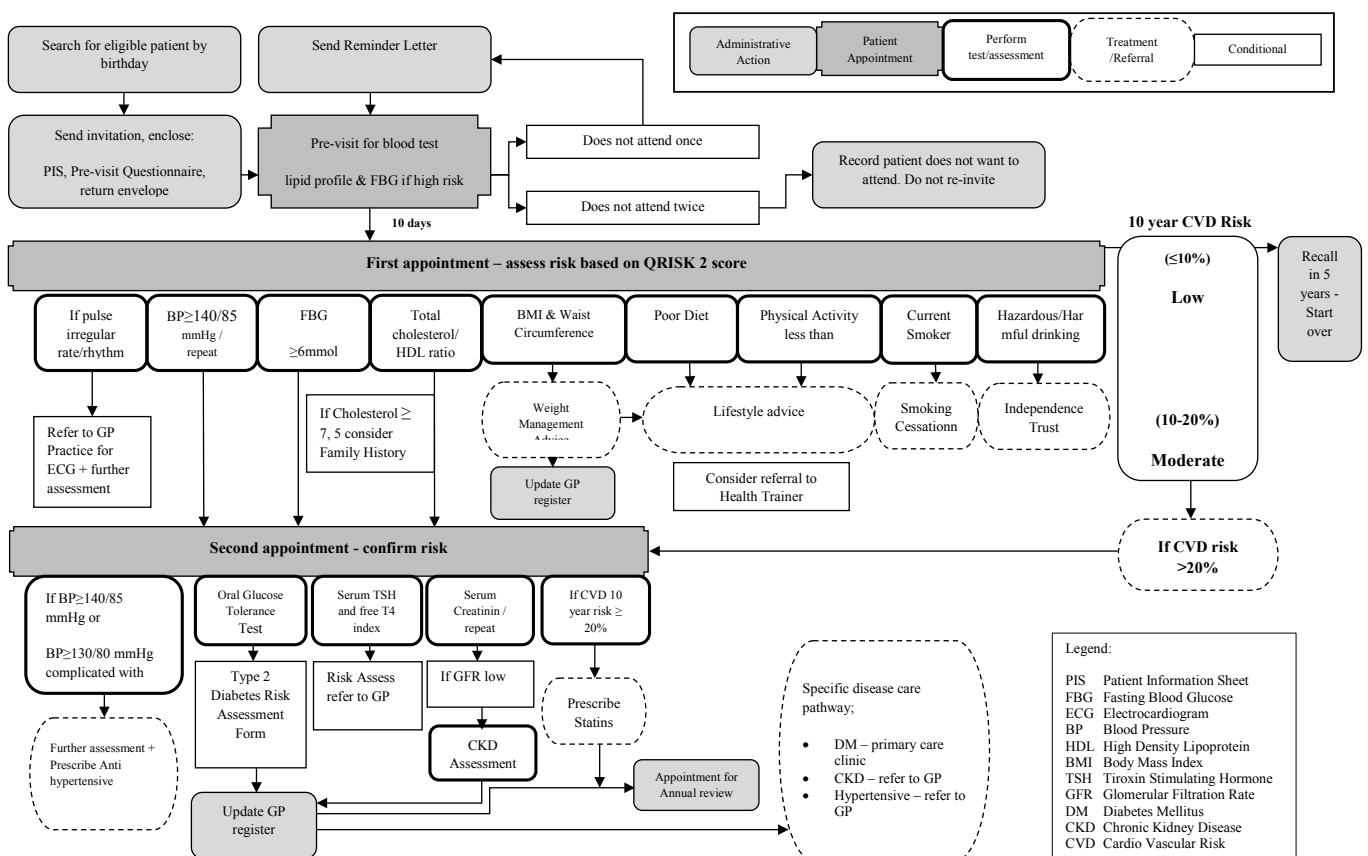 Search for eligible patient by
birthday
Send Reminder Letter
Administrative
Action
Patient
Appointment
Perform
test/assessment
Treatment
/Referral
Conditional
Send invitation, enclose:
PIS, Pre-visit Questionnaire,
return envelope
Pre-visit for blood test
lipid profile & FBG if high risk
Does not attend once
Does not attend twice
Record patient does not want to
attend. Do not re-invite
10 days
10 year CVD Risk
First appointment – assess risk based on QRISK 2 score
(≤10%)
Low
(10-20%)
Moderate
Recall
in 5
years -
Start
over
If pulse
irregular
rate/rhythm
BP≥140/85
mmHg /
repeat
FBG
≥6mmol
Total
cholesterol/
HDL ratio
BMI & Waist
Circumference
Poor Diet
Physical Activity
less than
Current
Smoker
Hazardous/Har
mful drinking
Refer to GP
Practice for
ECG + further
assessment
If Cholesterol ≥
7, 5 consider
Family History
Weight
Management
Advice
Lifestyle advice
Smoking
Cessationn
Independence
Trust
Update GP
register
Consider referral to
Health Trainer
Second appointment - confirm risk
If CVD risk
>20%
If BP≥140/85
mmHg or
BP≥130/80 mmHg
complicated with
Oral Glucose
Tolerance
Test
Serum TSH
and free T4
index
Serum
Creatinin /
repeat
If CVD 10
year risk ≥
20%
Type 2
Diabetes Risk
Assessment
Form
Risk Assess
refer to GP
If GFR low
Prescribe
Statins
Further assessment +
Prescribe Anti
hypertensive
CKD
Assessment
Update GP
register
Appointment for
Annual review
Specific disease care
pathway;
• DM – primary care
clinic
• CKD – refer to GP
• Hypertensive – refer to
GP
Legend:
PIS Patient Information Sheet
FBG Fasting Blood Glucose
ECG Electrocardiogram
BP Blood Pressure
HDL High Density Lipoprotein
BMI Body Mass Index
TSH Tiroxin Stimulating Hormone
GFR Glomerular Filtration Rate
DM Diabetes Mellitus
CKD Chronic Kidney Disease
CVD Cardio Vascular Risk